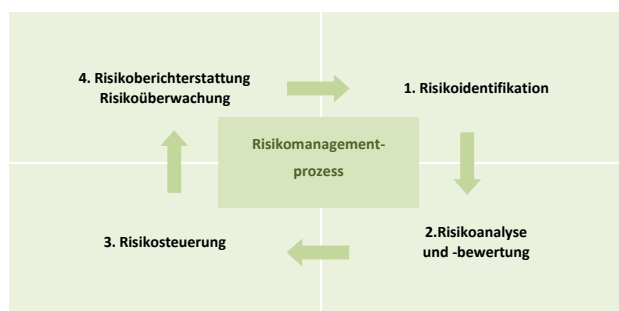 4. Risikoberichterstattung
Risikoüberwachung
1. Risikoidentifikation
Risikomanagement-
prozess
3. Risikosteuerung
2.Risikoanalyse
und -bewertung